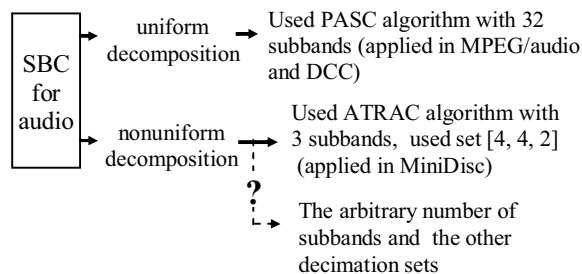 SBC
for
audio
uniform
decomposition
Used PASC algorithm with 32
subbands (applied in MPEG/audio
and DCC)
nonuniform
decomposition
Used ATRAC algorithm with
3 subbands, used set [4, 4, 2]
(applied in MiniDisc)
?
The arbitrary number of
subbands and the other
decimation sets